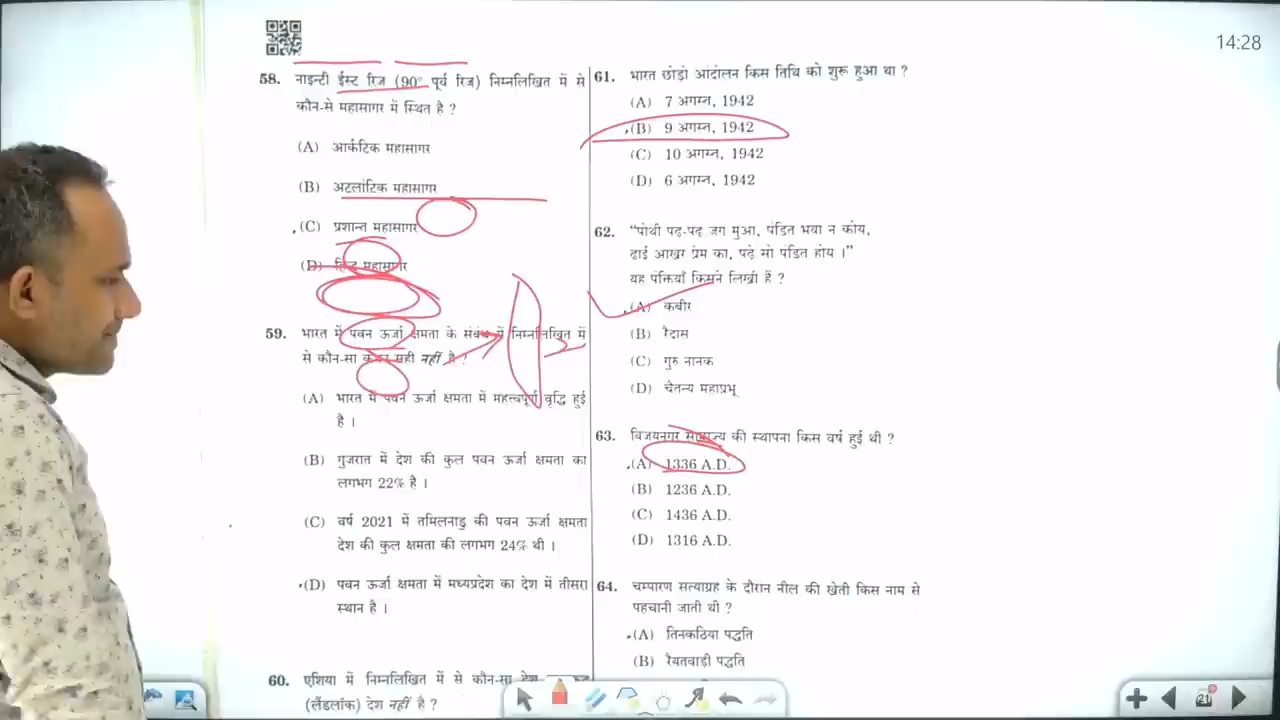 14:28
58. नाइन्टी ईस्ट रिज (90° पूर्व रिज) निम्नलिखित में से
कौन-से महासागर में स्थित है ?
(A) आर्कटिक महासागर
(B) अटलांटिक महासागर
(C) प्रशान्त महासागर
(D) हिन्द महासागर
59. भारत में पवन ऊर्जा क्षमता के संबंध में निम्नलिखित में
से कौन-सा कथन सही नहीं है ?
(A) भारत में पवन ऊर्जा क्षमता में महत्त्वपूर्ण वृद्धि हुई
है ।
(B) गुजरात में देश की कुल पवन ऊर्जा क्षमता का
लगभग 22% है ।
(C) वर्ष 2021 में तमिलनाडु की पवन ऊर्जा क्षमता
देश की कुल क्षमता की लगभग 24% थी ।
(D) पवन ऊर्जा क्षमता में मध्यप्रदेश का देश में तीसरा
स्थान है ।
60. एशिया में निम्नलिखित में से कौन-सा देश
(लैंडलॉक) देश नहीं है ?
61. भारत छोड़ो आंदोलन किस तिथि को शुरू हुआ था ?
(A) 7 अगस्त, 1942
(B) 9 अगस्त, 1942
(C) 10 अगस्त, 1942
(D) 6 अगस्त, 1942
62. “पोथी पढ़-पढ़ जग मुआ, पंडित भया न कोय,
ढाई आखर प्रेम का, पढ़े सो पंडित होय ।”
यह पंक्तियाँ किसने लिखी हैं ?
(A) कबीर
(B) रैदास
(C) गुरु नानक
(D) चैतन्य महाप्रभू
63. विजयनगर साम्राज्य की स्थापना किस वर्ष हुई थी ?
(A) 1336 A.D.
(B) 1236 A.D.
(C) 1436 A.D.
(D) 1316 A.D.
64. चम्पारण सत्याग्रह के दौरान नील की खेती किस नाम से
पहचानी जाती थी ?
(A) तिनकठिया पद्धति
(B) रैयतवाड़ी पद्धति
21